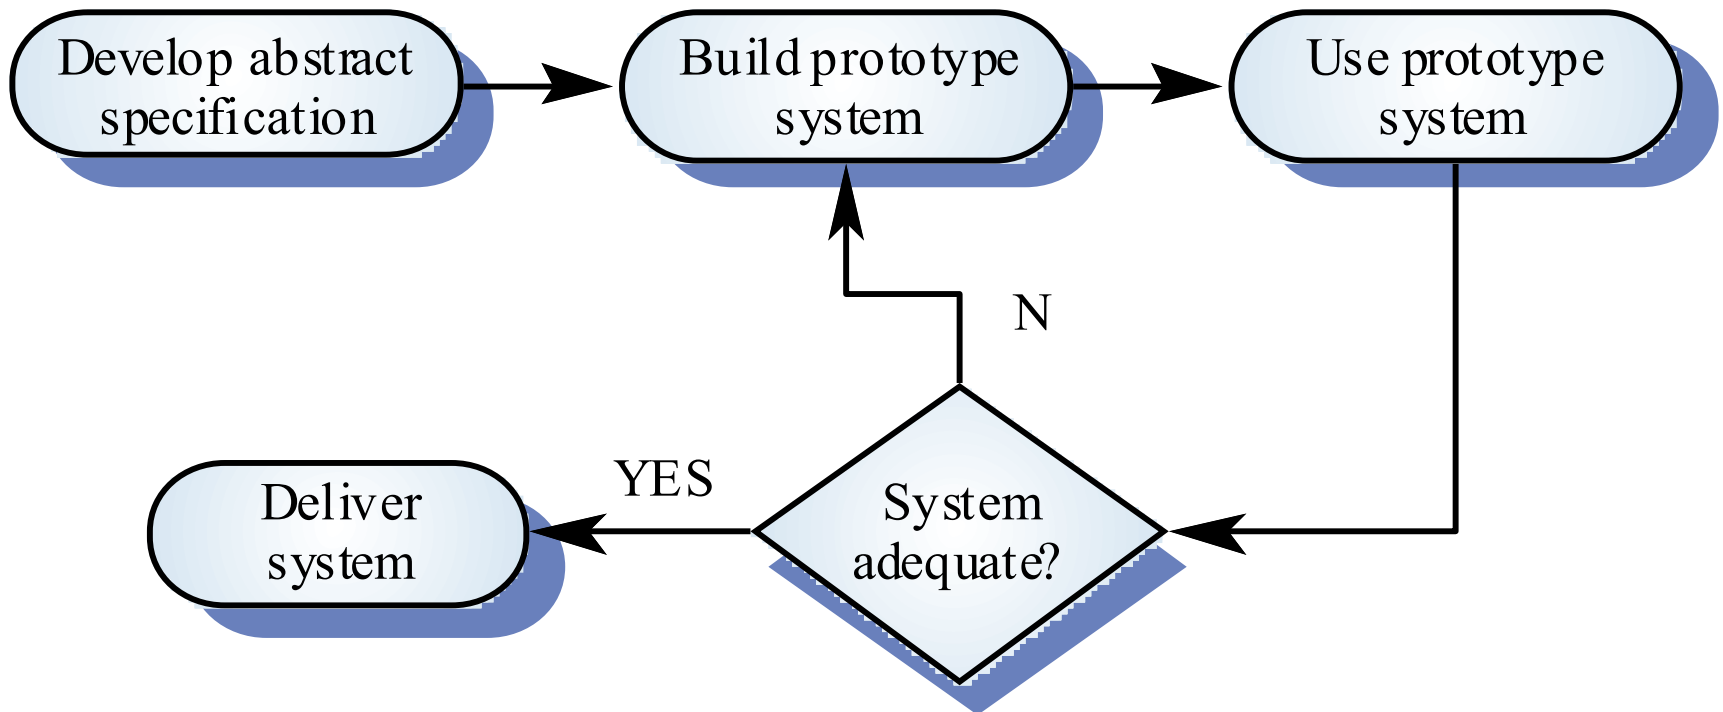 Develop abstract
specification
Build prototype
system
Use prototype
system
N
YES
Deliver
system
System
adequate?